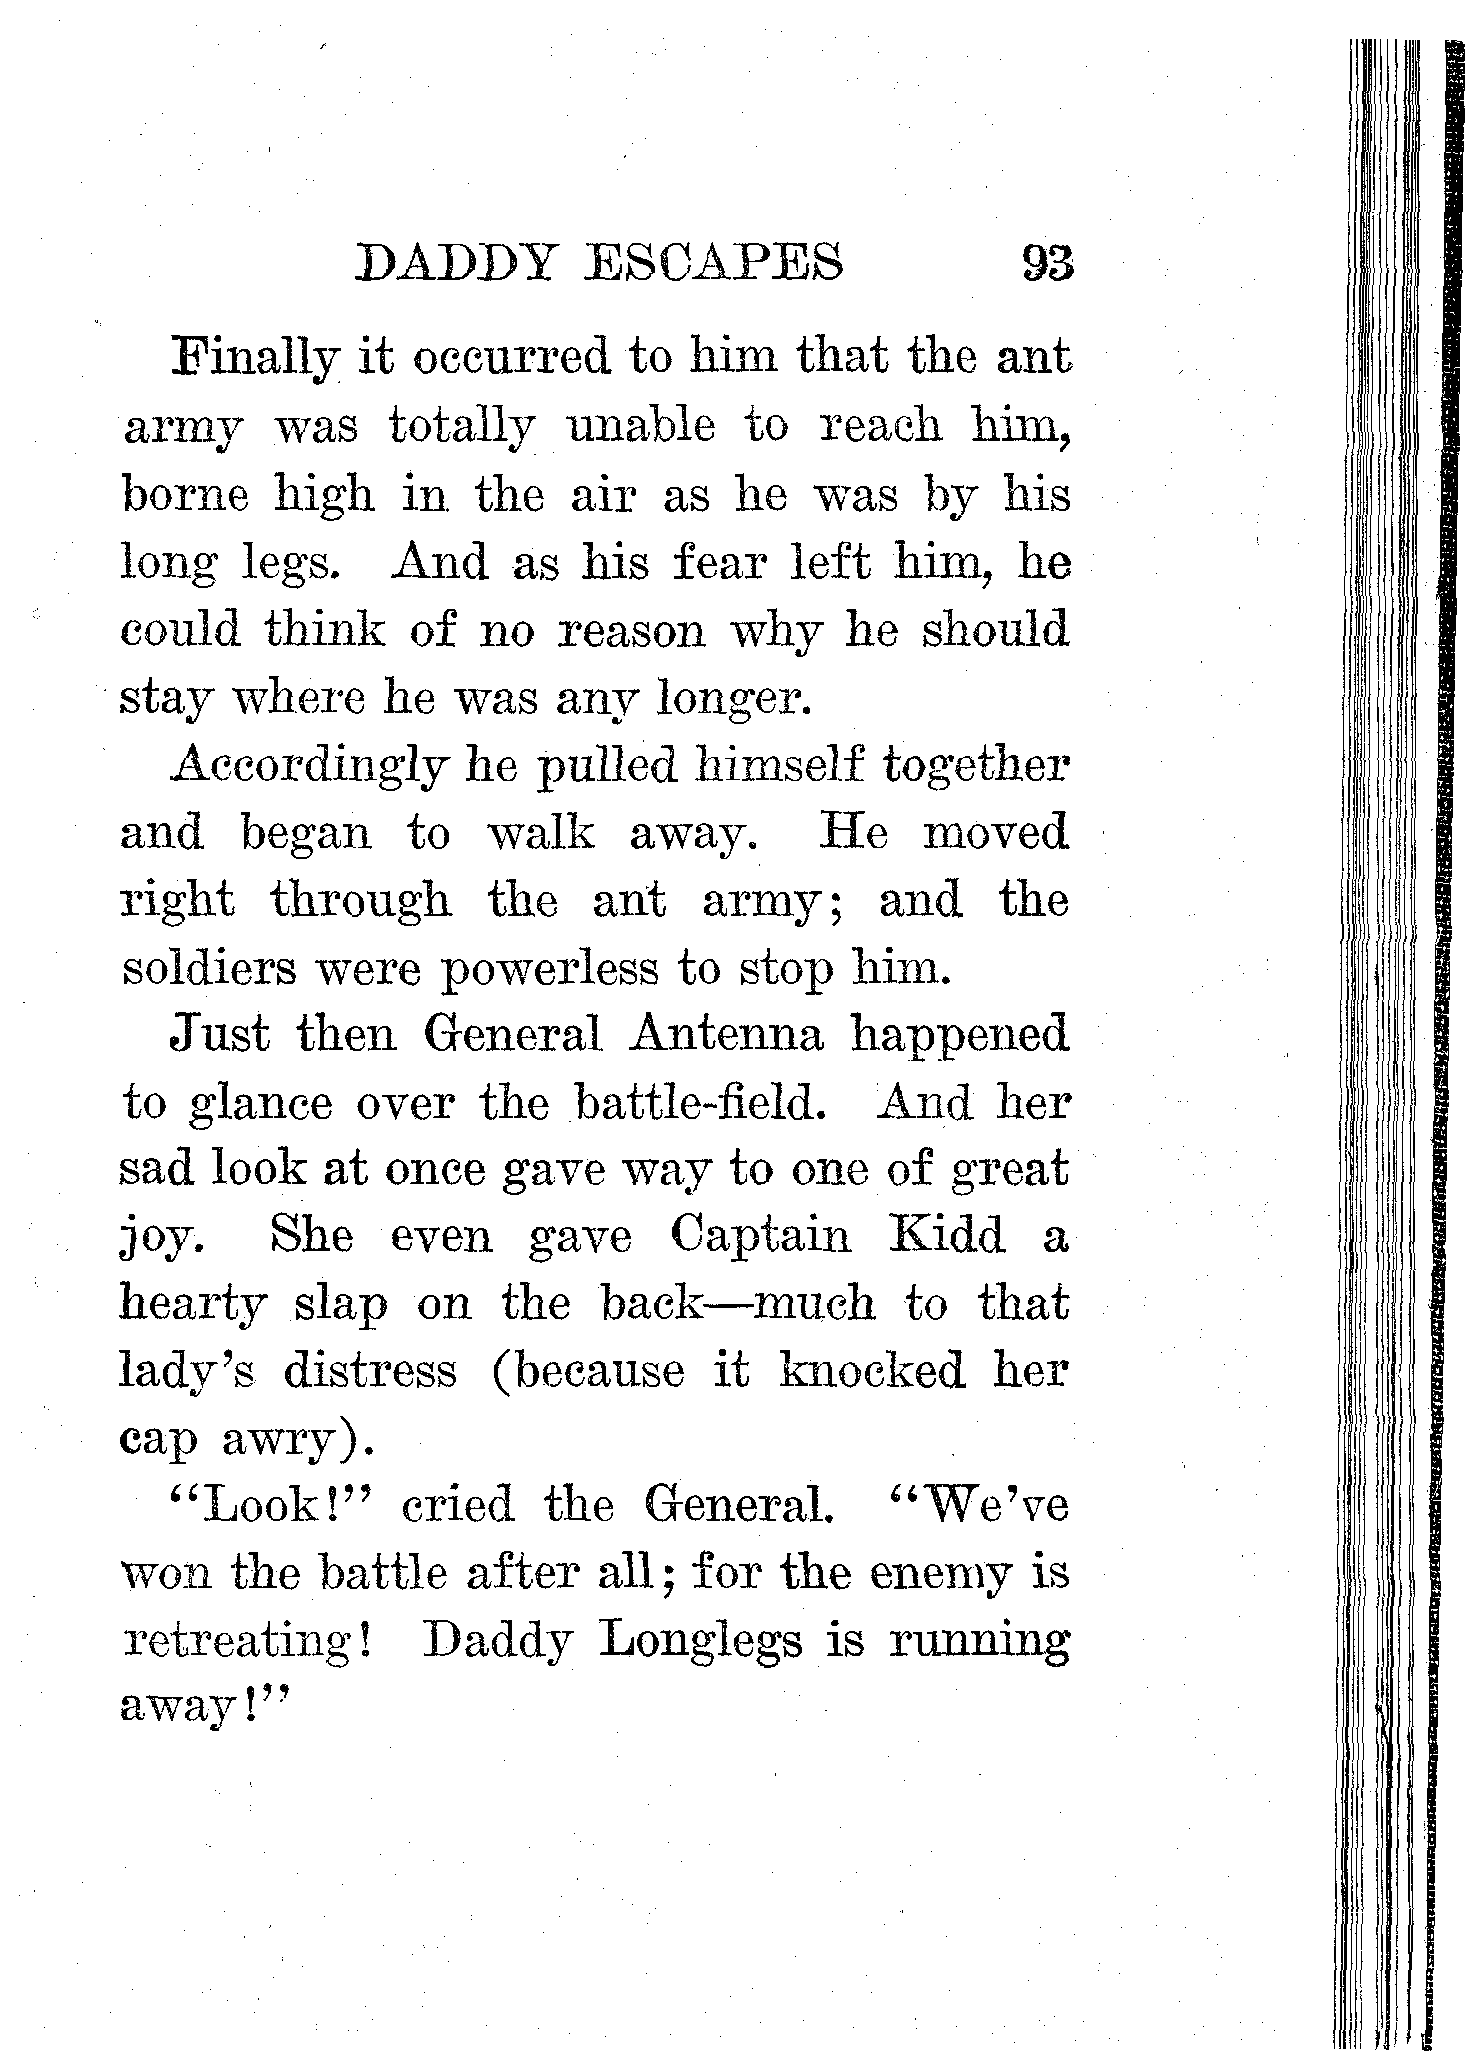 DADDY ESCAPES 93
Finally it occurred to him that the ant
army was totally unable to reach him,
borne high in the air as he was by his
long legs. And as his fear left him, he
could think of no reason why he should
stay where he was any longer.
Accordingly he pulled himself together
and began to walk away. He moved
right through the ant army; and the
soldiers were powerless to stop him.
Just then General Antenna happened
to glance over the battle-field. And her
sad look at once gave way to one of great
joy. She even gave Captain Kidd a
hearty slap on the back—much to that
lady's distress (because it knocked her
cap awry).
“Look!” cried the General. “We've
won the battle after all; for the enemy is
retreating! Daddy Longlegs is running
away!”